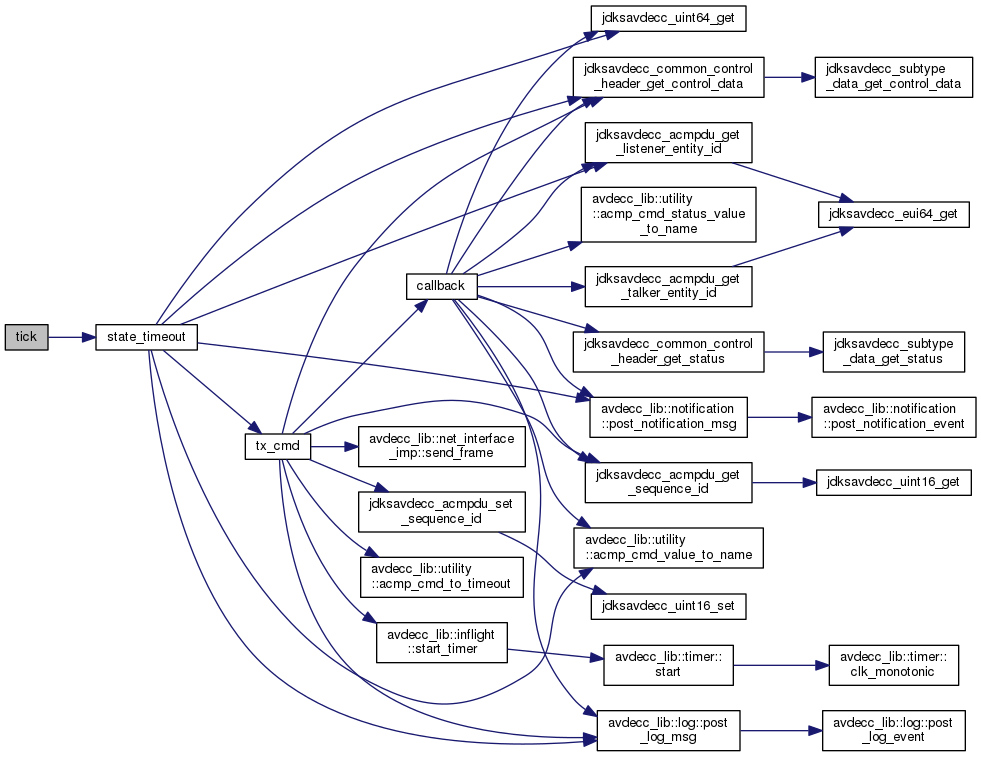 tick
state_timeout
tx_cmd
callback
avdecc_lib::net_interface
_imp::send_frame
jdksavdecc_acmpdu_set
_sequence_id
avdecc_lib::utility
::acmp_cmd_to_timeout
avdecc_lib::inflight
::start_timer
jdksavdecc_uint64_get
jdksavdecc_common_control
_header_get_control_data
jdksavdecc_acmpdu_get
_listener_entity_id
avdecc_lib::utility
::acmp_cmd_status_value
_to_name
jdksavdecc_acmpdu_get
_talker_entity_id
jdksavdecc_common_control
_header_get_status
avdecc_lib::notification
::post_notification_msg
jdksavdecc_acmpdu_get
_sequence_id
avdecc_lib::utility
::acmp_cmd_value_to_name
jdksavdecc_uint16_set
avdecc_lib::timer::
start
avdecc_lib::log::post
_log_msg
jdksavdecc_subtype
_data_get_control_data
jdksavdecc_eui64_get
jdksavdecc_subtype
_data_get_status
avdecc_lib::notification
::post_notification_event
jdksavdecc_uint16_get
avdecc_lib::timer::
clk_monotonic
avdecc_lib::log::post
_log_event